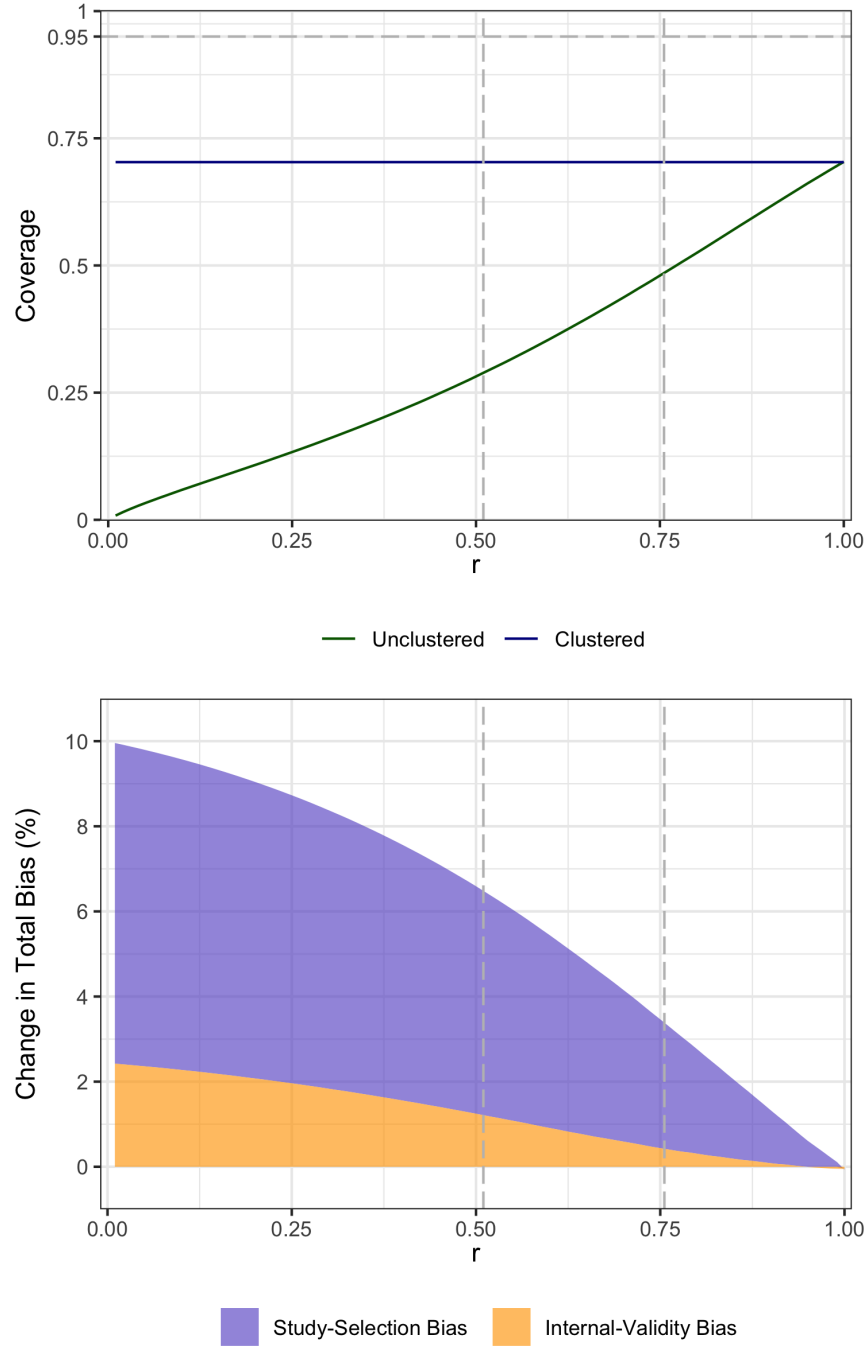 1
0.95
0.75
0.5
0.25
0
Coverage
0.00 0.25 0.50 0.75 1.00
r
Unclustered Clustered
10
8
6
4
2
0
Change in Total Bias (%)
0.00 0.25 0.50 0.75 1.00
r
Study-Selection Bias Internal-Validity Bias